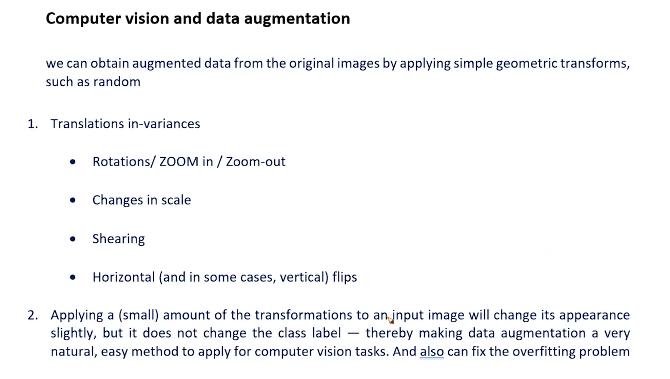 Computer vision and data augmentation
we can obtain augmented data from the original images by applying simple geometric transforms,
such as random
1. Translations in-variances
• Rotations/ ZOOM in / Zoom-out
• Changes in scale
• Shearing
• Horizontal (and in some cases, vertical) flips
2. Applying a (small) amount of the transformations to an input image will change its appearance
slightly, but it does not change the class label — thereby making data augmentation a very
natural, easy method to apply for computer vision tasks. And also can fix the overfitting problem